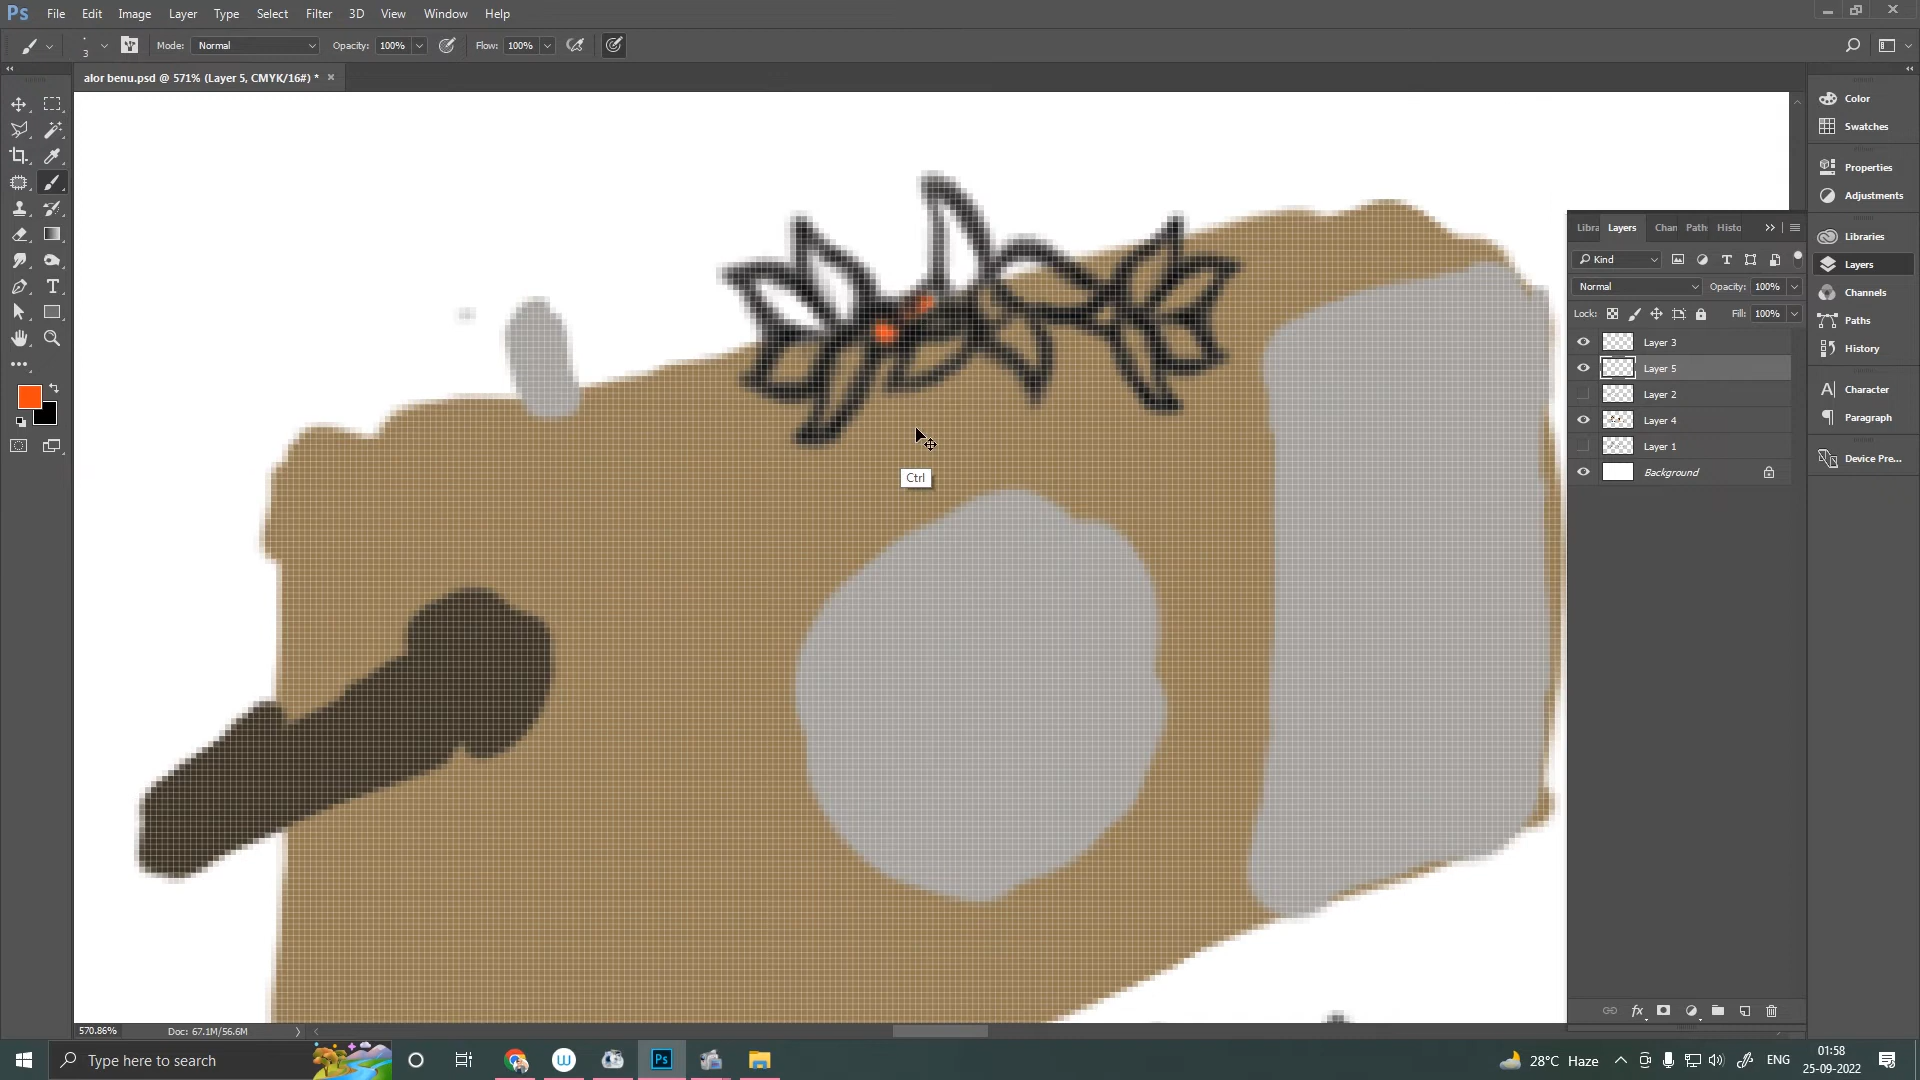 Ps File Edit Image Layer Type Select Filter 3D View Window Help
3 Mode: Normal Opacity: 100% Flow: 100%
alor benu.psd @ 571% (Layer 5, CMYK/16#) * ×
Color
Swatches
Properties
Adjustments
Libraries
Layers
Channels
Paths
History
Character
Paragraph
Device Pre...
Libra Layers Chan Path Histo
Kind
Normal Opacity: 100%
Lock: Fill: 100%
Layer 3
Layer 5
Layer 2
Layer 4
Layer 1
Background
Ctrl
570.86% Doc: 67.1M/56.6M
Type here to search
Ps
28°C Haze ENG
01:58
25-09-2022